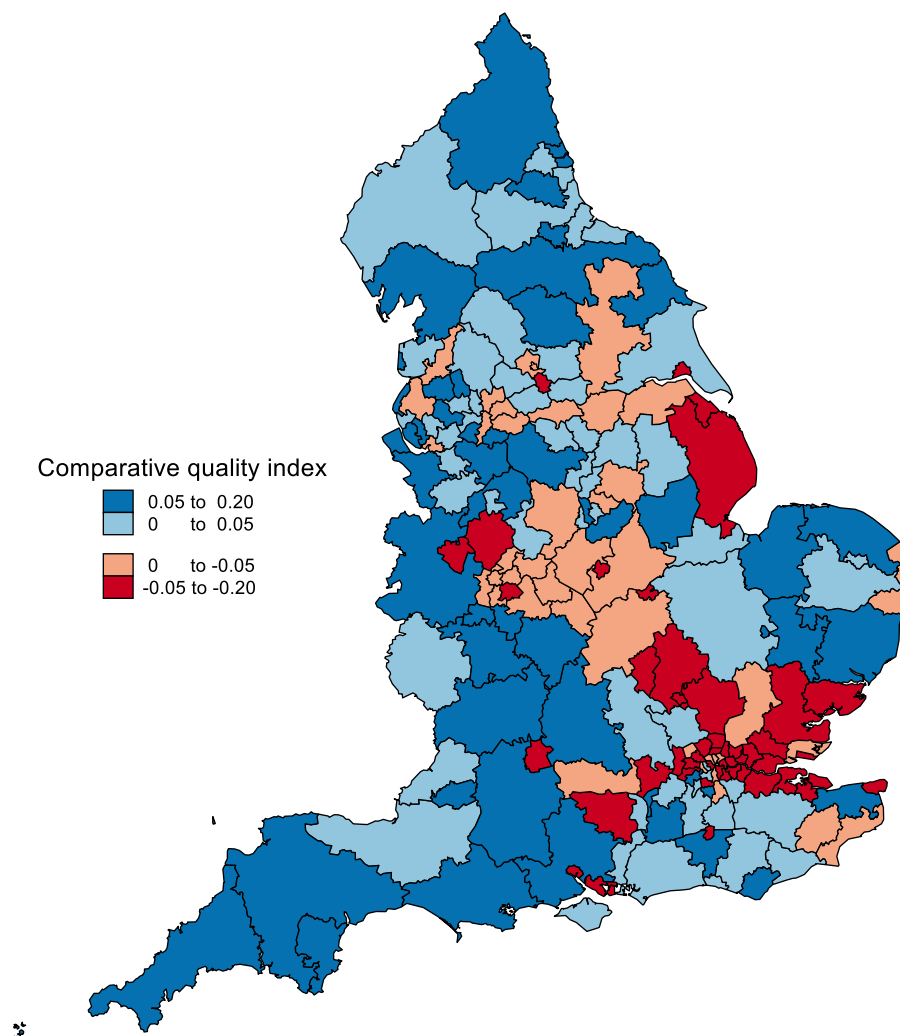 Comparative quality index
0.05 to 0.20
0 to 0.05
0 to -0.05
-0.05 to -0.20